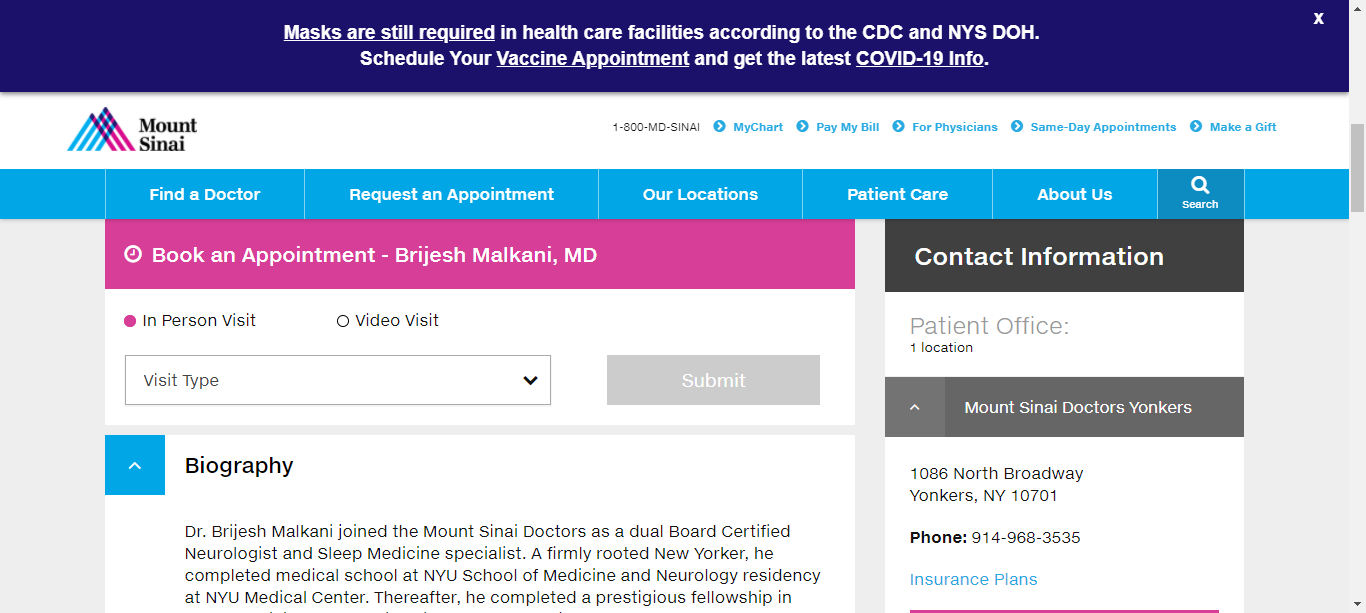 Masks are still required in health care facilities according to the CDC and NYS DOH.
Schedule Your Vaccine Appointment and get the latest COVID-19 Info.
X
Mount
Sinai
1-800-MD-SINAI MyChart Pay My Bill For Physicians Same-Day Appointments Make a Gift
Find a Doctor Request an Appointment Our Locations Patient Care About Us Search
Book an Appointment - Brijesh Malkani, MD
In Person Visit Video Visit
Visit Type Submit
Biography
Dr. Brijesh Malkani joined the Mount Sinai Doctors as a dual Board Certified
Neurologist and Sleep Medicine specialist. A firmly rooted New Yorker, he
completed medical school at NYU School of Medicine and Neurology residency
at NYU Medical Center. Thereafter, he completed a prestigious fellowship in
Contact Information
Patient Office:
1 location
Mount Sinai Doctors Yonkers
1086 North Broadway
Yonkers, NY 10701
Phone: 914-968-3535
Insurance Plans